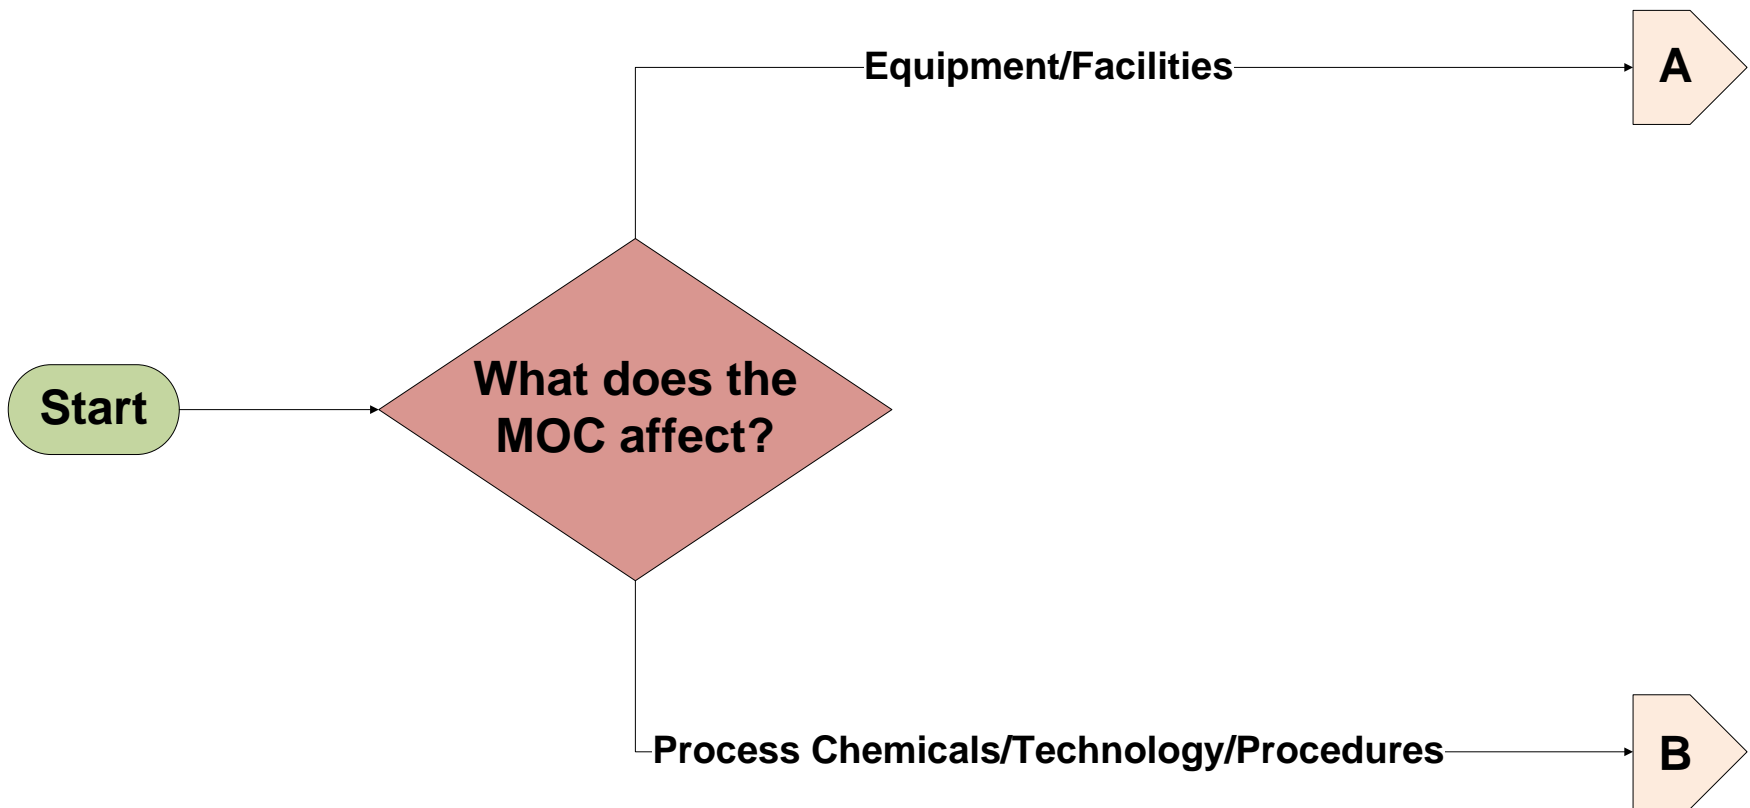 Equipment/Facilities
A
Start
What does the
MOC affect?
Process Chemicals/Technology/Procedures
B